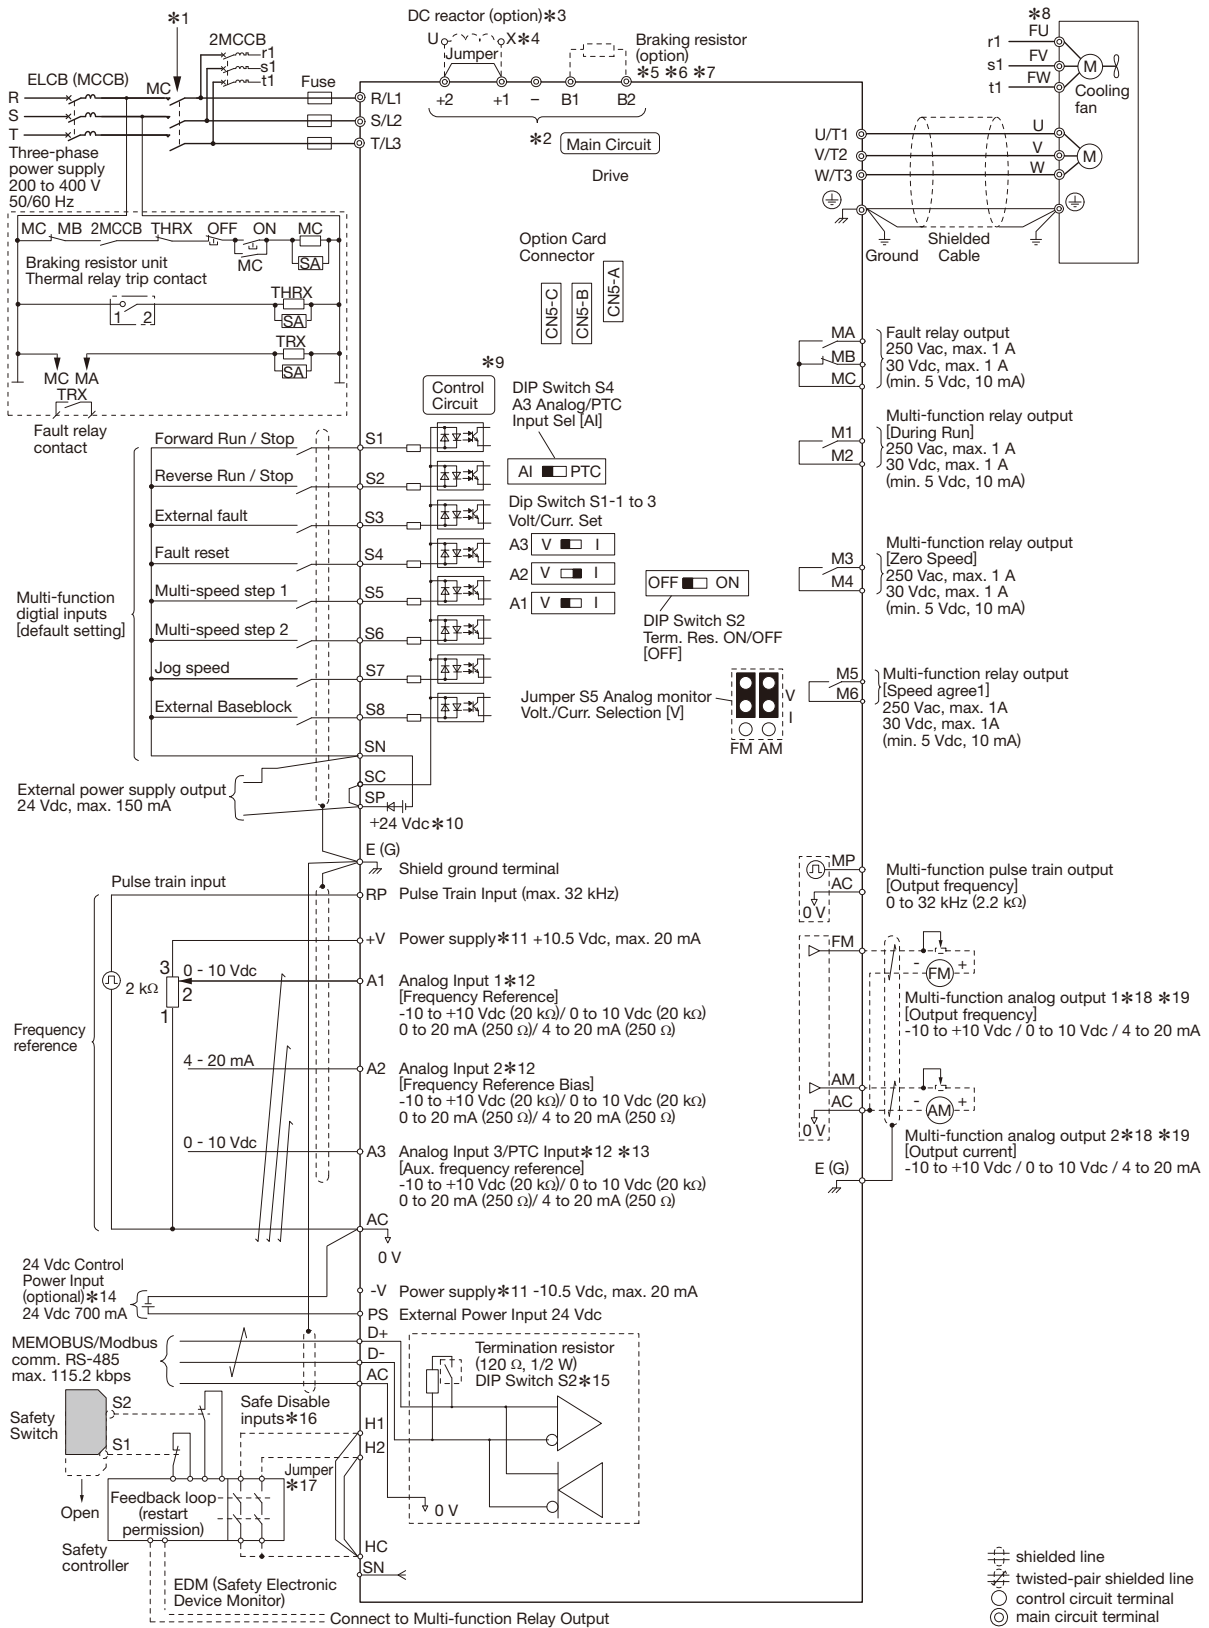 DC reactor (option)✱3
✱1
U
X✱4
Jumper
Braking resistor
(option)
✱5 ✱6 ✱7
✱8
FU
r1
FV
s1
FW
t1
M
Cooling
fan
2MCCB
r1
s1
t1
ELCB (MCCB)
MC
Fuse
R
S
T
R/L1
S/L2
T/L3
+2
+1
–
B1
B2
✱2
Main Circuit
Drive
Three-phase
power supply
200 to 400 V
50/60 Hz
U/T1
V/T2
W/T3
U
V
W
M
Ground
Shielded
Cable
MC
MB
2MCCB
THRX
OFF
ON
MC
MC
SA
Braking resistor unit
Thermal relay trip contact
1
2
THRX
SA
TRX
SA
MC
MA
TRX
Fault relay
contact
Option Card
Connector
CN5-C
CN5-B
CN5-A
✱9
Control
Circuit
DIP Switch S4
A3 Analog/PTC
Input Sel [AI]
AI
PTC
Dip Switch S1-1 to 3
Volt/Curr. Set
A3
V
I
A2
V
I
A1
V
I
OFF
ON
DIP Switch S2
Term. Res. ON/OFF
[OFF]
Jumper S5 Analog monitor
Volt./Curr. Selection [V]
V
I
FM AM
MA
MB
MC
Fault relay output
250 Vac, max. 1 A
30 Vdc, max. 1 A
(min. 5 Vdc, 10 mA)
M1
M2
Multi-function relay output
[During Run]
250 Vac, max. 1 A
30 Vdc, max. 1 A
(min. 5 Vdc, 10 mA)
M3
M4
Multi-function relay output
[Zero Speed]
250 Vac, max. 1 A
30 Vdc, max. 1 A
(min. 5 Vdc, 10 mA)
M5
M6
Multi-function relay output
[Speed agree1]
250 Vac, max. 1A
30 Vdc, max. 1A
(min. 5 Vdc, 10 mA)
Multi-function
digtial inputs
[default setting]
Forward Run / Stop
S1
Reverse Run / Stop
S2
External fault
S3
Fault reset
S4
Multi-speed step 1
S5
Multi-speed step 2
S6
Jog speed
S7
External Baseblock
S8
SN
SC
SP
External power supply output
24 Vdc, max. 150 mA
+24 Vdc✱10
E (G)
Shield ground terminal
Pulse train input
RP
Pulse Train Input (max. 32 kHz)
+V
Power supply✱11 +10.5 Vdc, max. 20 mA
Frequency
reference
2 kΩ
3
2
1
0 - 10 Vdc
A1
Analog Input 1✱12
[Frequency Reference]
-10 to +10 Vdc (20 kΩ)/ 0 to 10 Vdc (20 kΩ)
0 to 20 mA (250 Ω)/ 4 to 20 mA (250 Ω)
4 - 20 mA
A2
Analog Input 2✱12
[Frequency Reference Bias]
-10 to +10 Vdc (20 kΩ)/ 0 to 10 Vdc (20 kΩ)
0 to 20 mA (250 Ω)/ 4 to 20 mA (250 Ω)
0 - 10 Vdc
A3
Analog Input 3/PTC Input✱12 ✱13
[Aux. frequency reference]
-10 to +10 Vdc (20 kΩ)/ 0 to 10 Vdc (20 kΩ)
0 to 20 mA (250 Ω)/ 4 to 20 mA (250 Ω)
AC
0 V
MP
AC
0 V
Multi-function pulse train output
[Output frequency]
0 to 32 kHz (2.2 kΩ)
FM
-
+
FM
Multi-function analog output 1✱18 ✱19
[Output frequency]
-10 to +10 Vdc / 0 to 10 Vdc / 4 to 20 mA
AM
AC
0 V
-
+
AM
Multi-function analog output 2✱18 ✱19
[Output current]
-10 to +10 Vdc / 0 to 10 Vdc / 4 to 20 mA
E (G)
24 Vdc Control
Power Input
(optional)✱14
24 Vdc 700 mA
-V
Power supply✱11 -10.5 Vdc, max. 20 mA
PS
External Power Input 24 Vdc
MEMOBUS/Modbus
comm. RS-485
max. 115.2 kbps
D+
D-
AC
Termination resistor
(120 Ω, 1/2 W)
DIP Switch S2✱15
0 V
Safety
Switch
S2
S1
Open
Safe Disable
inputs✱16
H1
H2
Jumper
✱17
Feedback loop
(restart
permission)
Safety
controller
HC
SN
EDM (Safety Electronic
Device Monitor)
Connect to Multi-function Relay Output
shielded line
twisted-pair shielded line
control circuit terminal
main circuit terminal